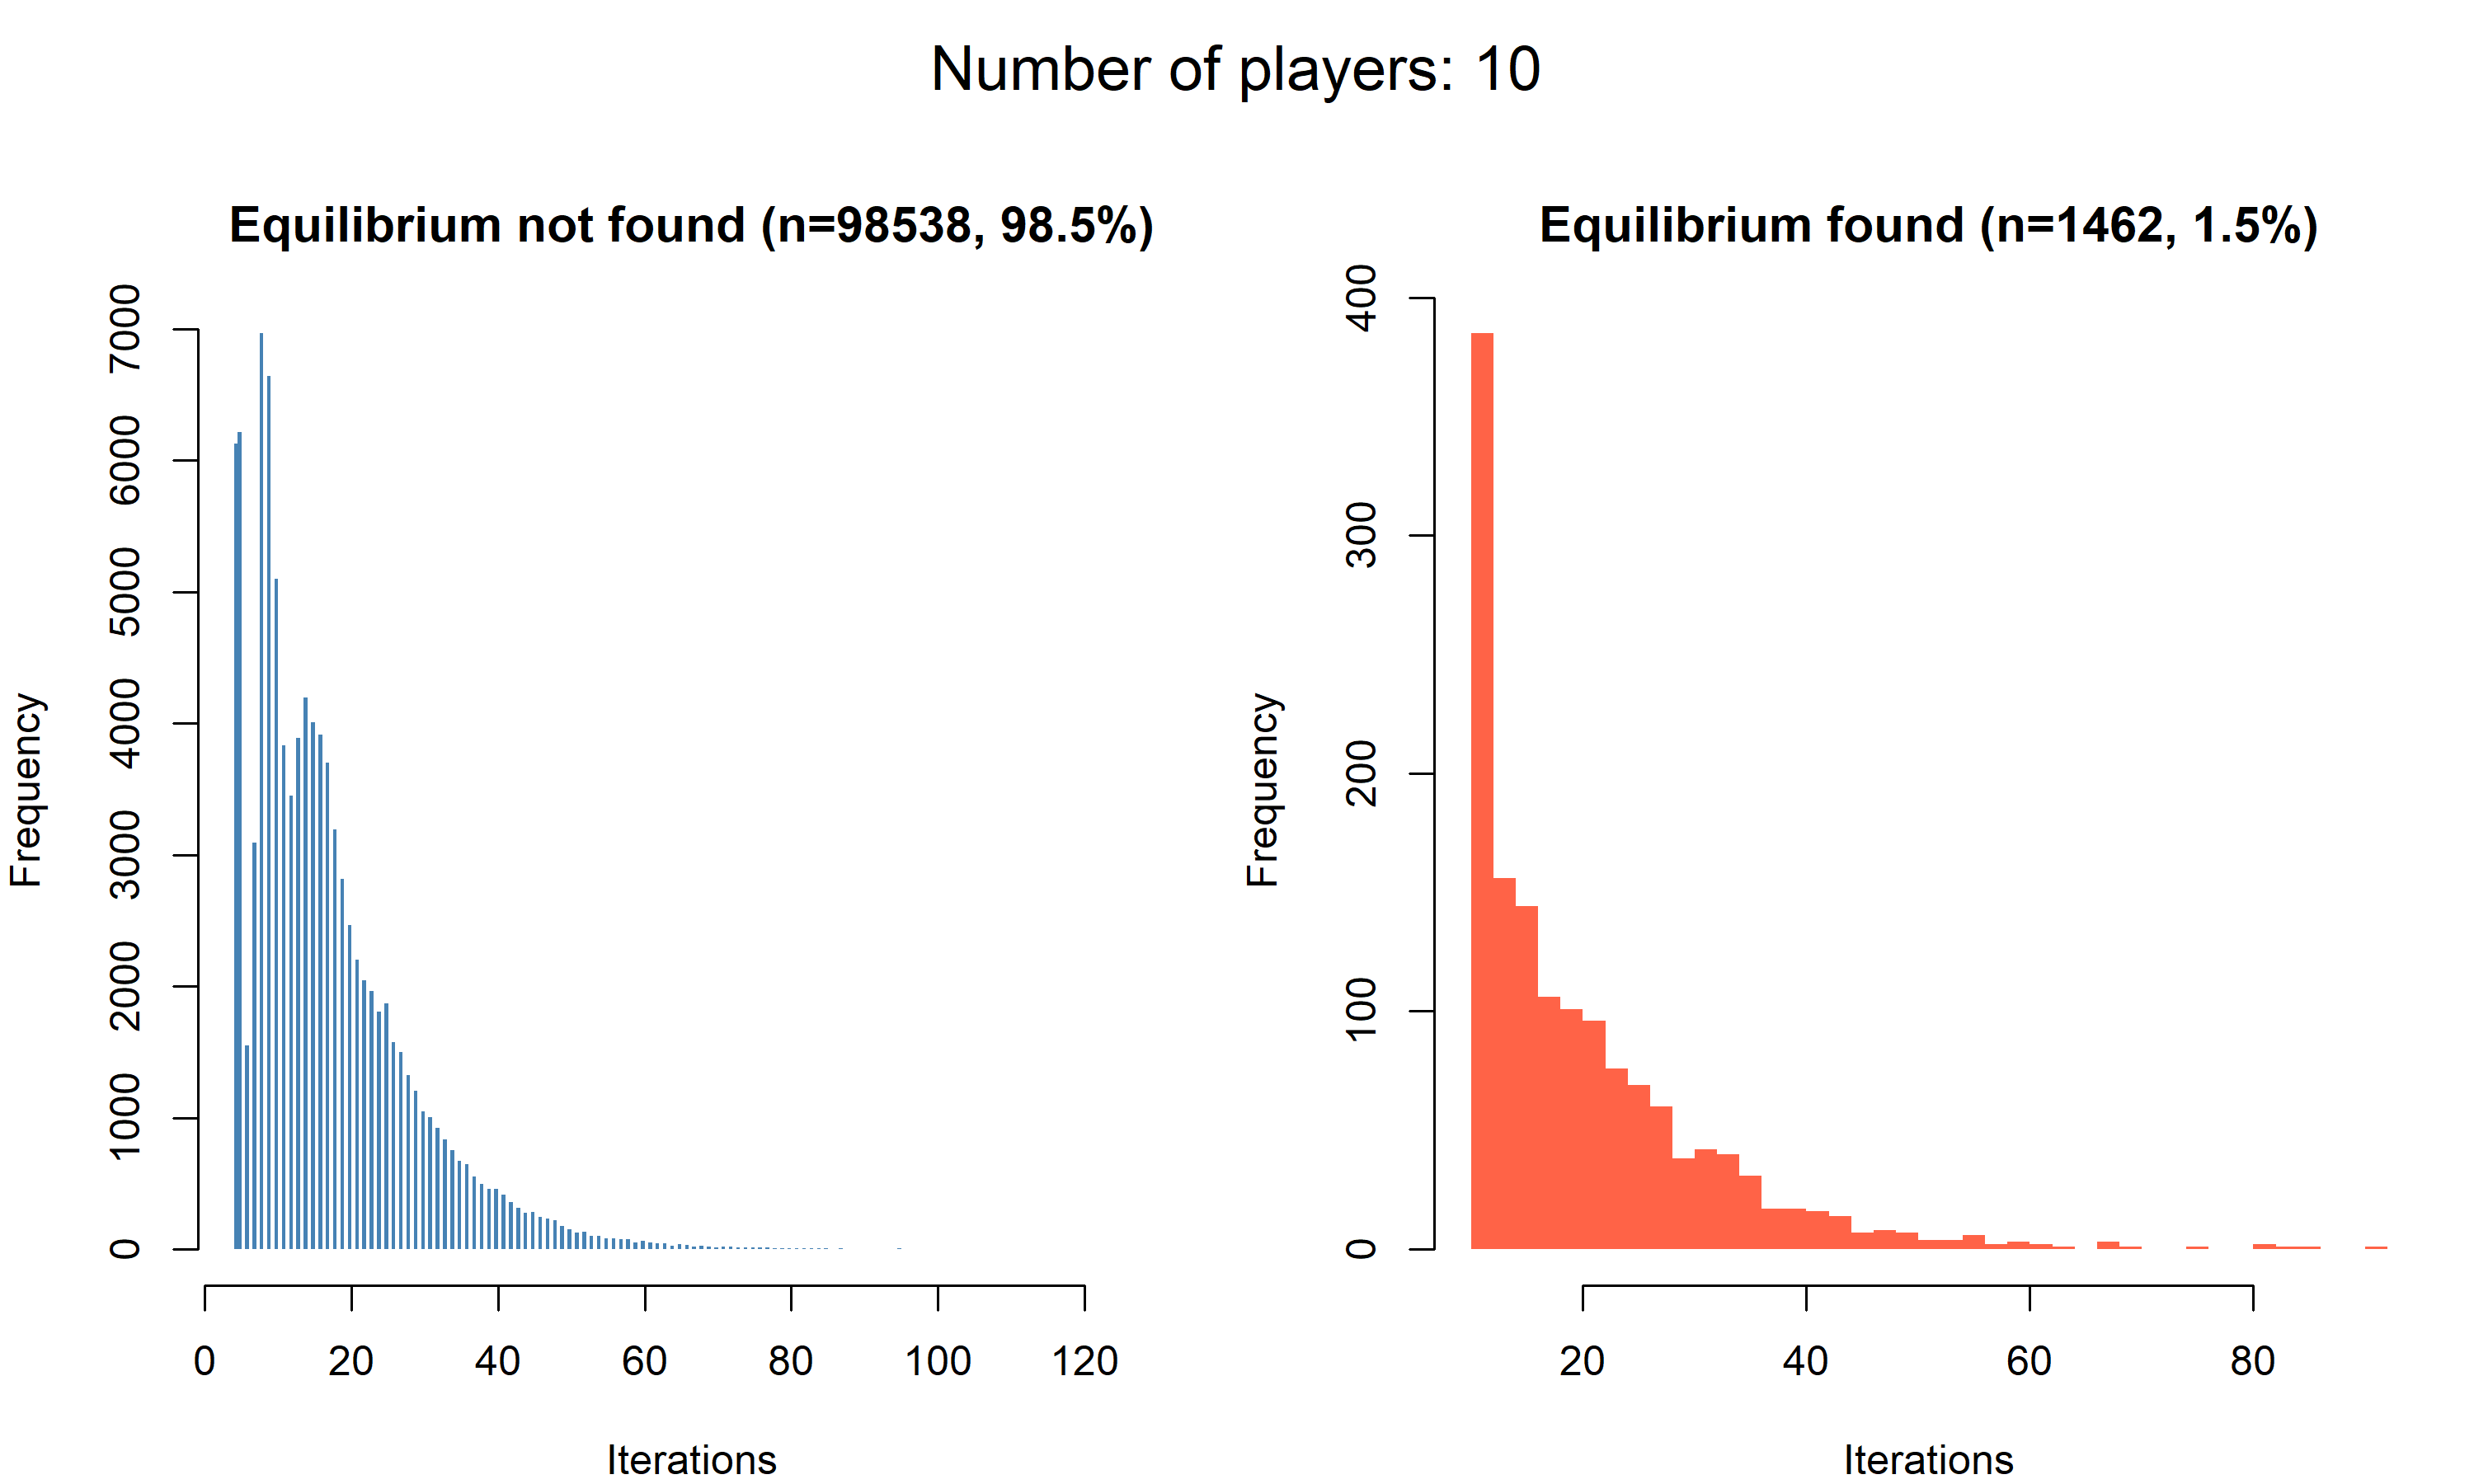 Number of players: 10
Equilibrium not found (n=98538, 98.5%)
Frequency
0 1000 2000 3000 4000 5000 6000 7000
0 20 40 60 80 100 120
Iterations
Equilibrium found (n=1462, 1.5%)
Frequency
0 100 200 300 400
20 40 60 80
Iterations